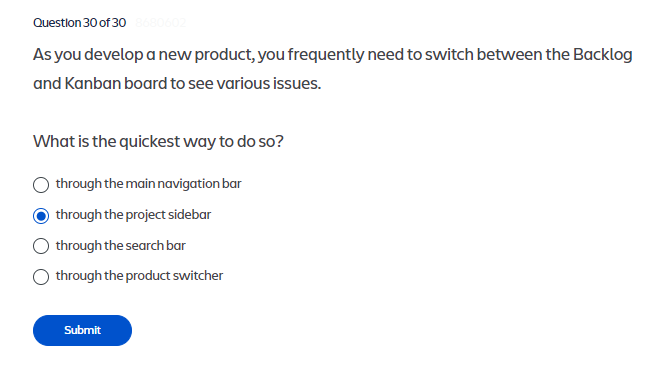 Question 30 of 30
As you develop a new product, you frequently need to switch between the Backlog
and Kanban board to see various issues.
What is the quickest way to do so?
through the main navigation bar
through the project sidebar
through the search bar
through the product switcher
Submit